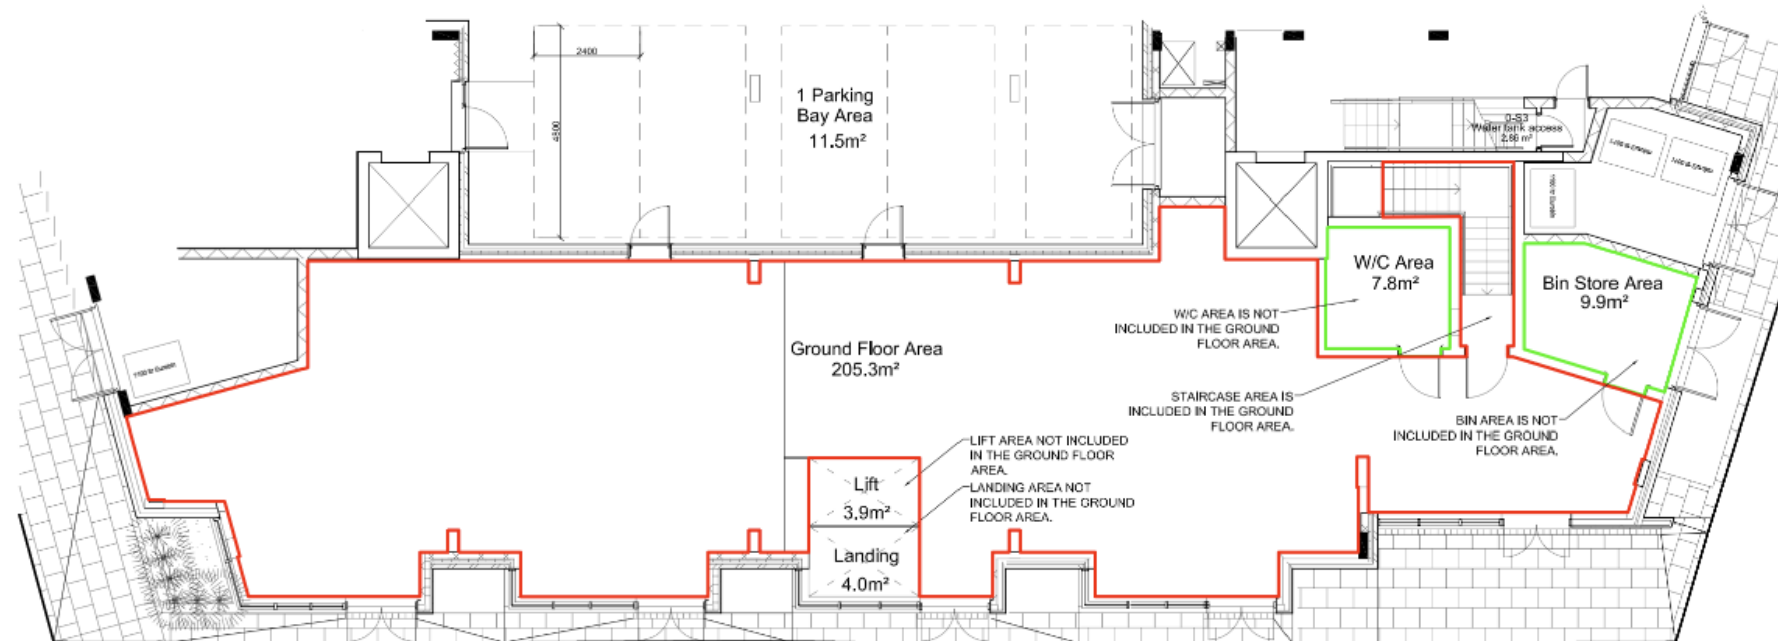 2400
4800
1 Parking
Bay Area
11.5m²
0-S3
Water tank access
2.86 m²
W/C Area
7.8m²
Bin Store Area
9.9m²
W/C AREA IS NOT
INCLUDED IN THE GROUND
FLOOR AREA.
Ground Floor Area
205.3m²
STAIRCASE AREA IS
INCLUDED IN THE GROUND
FLOOR AREA.
BIN AREA IS NOT
INCLUDED IN THE GROUND
FLOOR AREA.
LIFT AREA NOT INCLUDED
IN THE GROUND FLOOR
AREA.
LANDING AREA NOT
INCLUDED IN THE GROUND
FLOOR AREA.
Lift
3.9m²
Landing
4.0m²